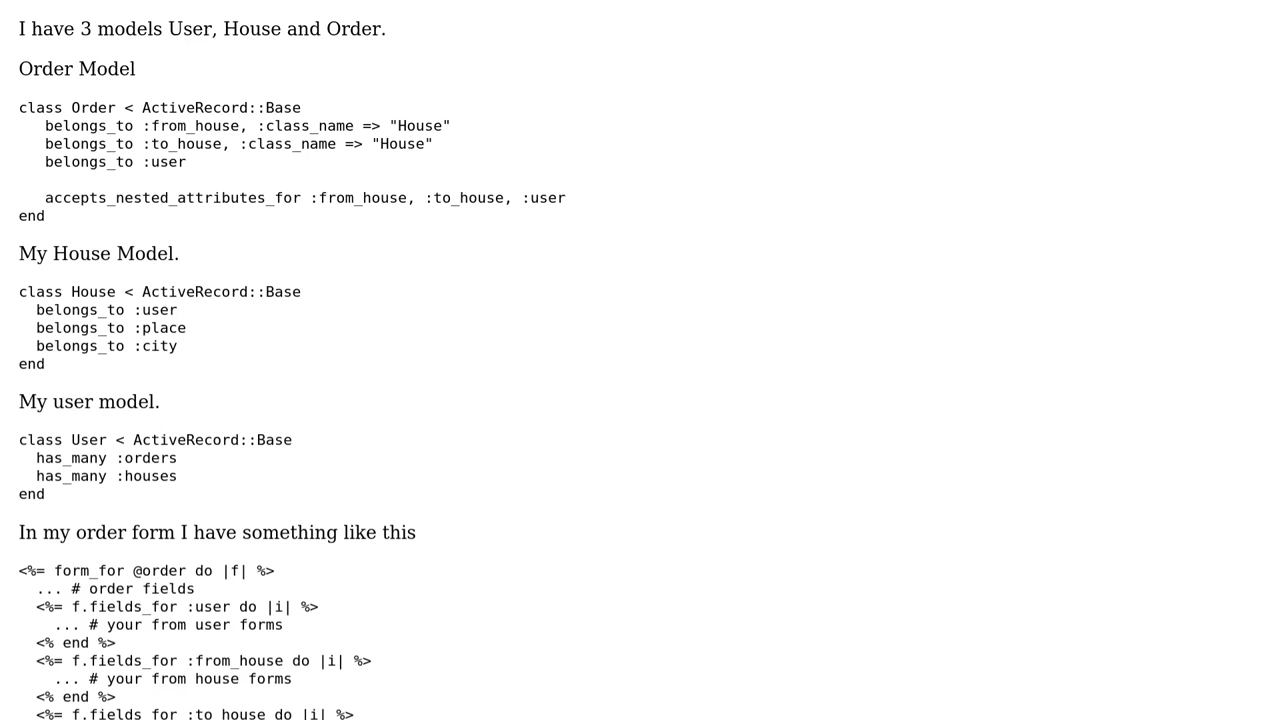 I have 3 models User, House and Order.
Order Model
class Order < ActiveRecord::Base
   belongs_to :from_house, :class_name => "House"
   belongs_to :to_house, :class_name => "House"
   belongs_to :user
   accepts_nested_attributes_for :from_house, :to_house, :user
end
My House Model.
class House < ActiveRecord::Base
  belongs_to :user
  belongs_to :place
  belongs_to :city
end
My user model.
class User < ActiveRecord::Base
  has_many :orders
  has_many :houses
end
In my order form I have something like this
<%= form_for @order do |f| %>
  ... # order fields
  <%= f.fields_for :user do |i| %>
    ... # your from user forms
  <% end %>
  <%= f.fields_for :from_house do |i| %>
    ... # your from house forms
  <% end %>
  <%= f.fields_for :to_house do |i| %>